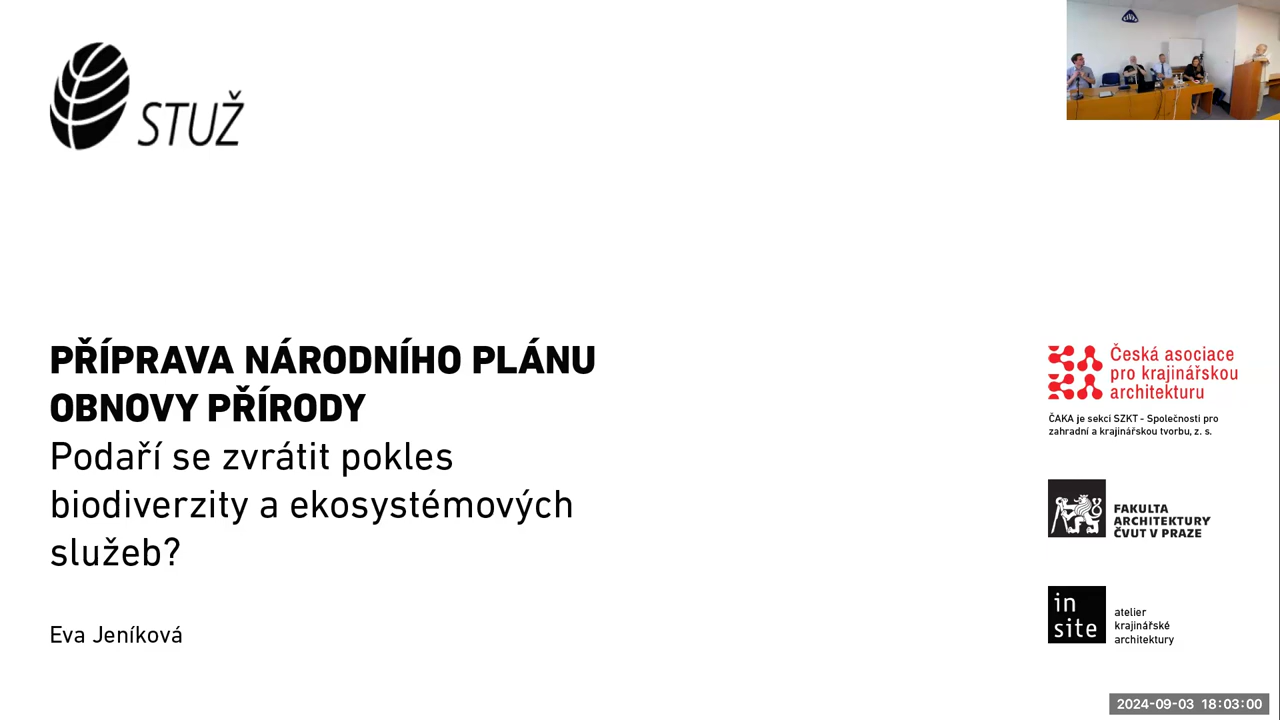 STUŽ
PŘÍPRAVA NÁRODNÍHO PLÁNU
OBNOVY PŘÍRODY
Podaří se zvrátit pokles
biodiverzity a ekosystémových
služeb?
Eva Jeníková
Česká asociace
pro krajinářskou
architekturu
ČAKA je sekcí SZKT - Společnosti pro
zahradní a krajinářskou tvorbu, z. s.
FAKULTA
ARCHITEKTURY
ČVUT V PRAZE
in
site
atelier
krajinářské
architektury
2024-09-03 18:03:00